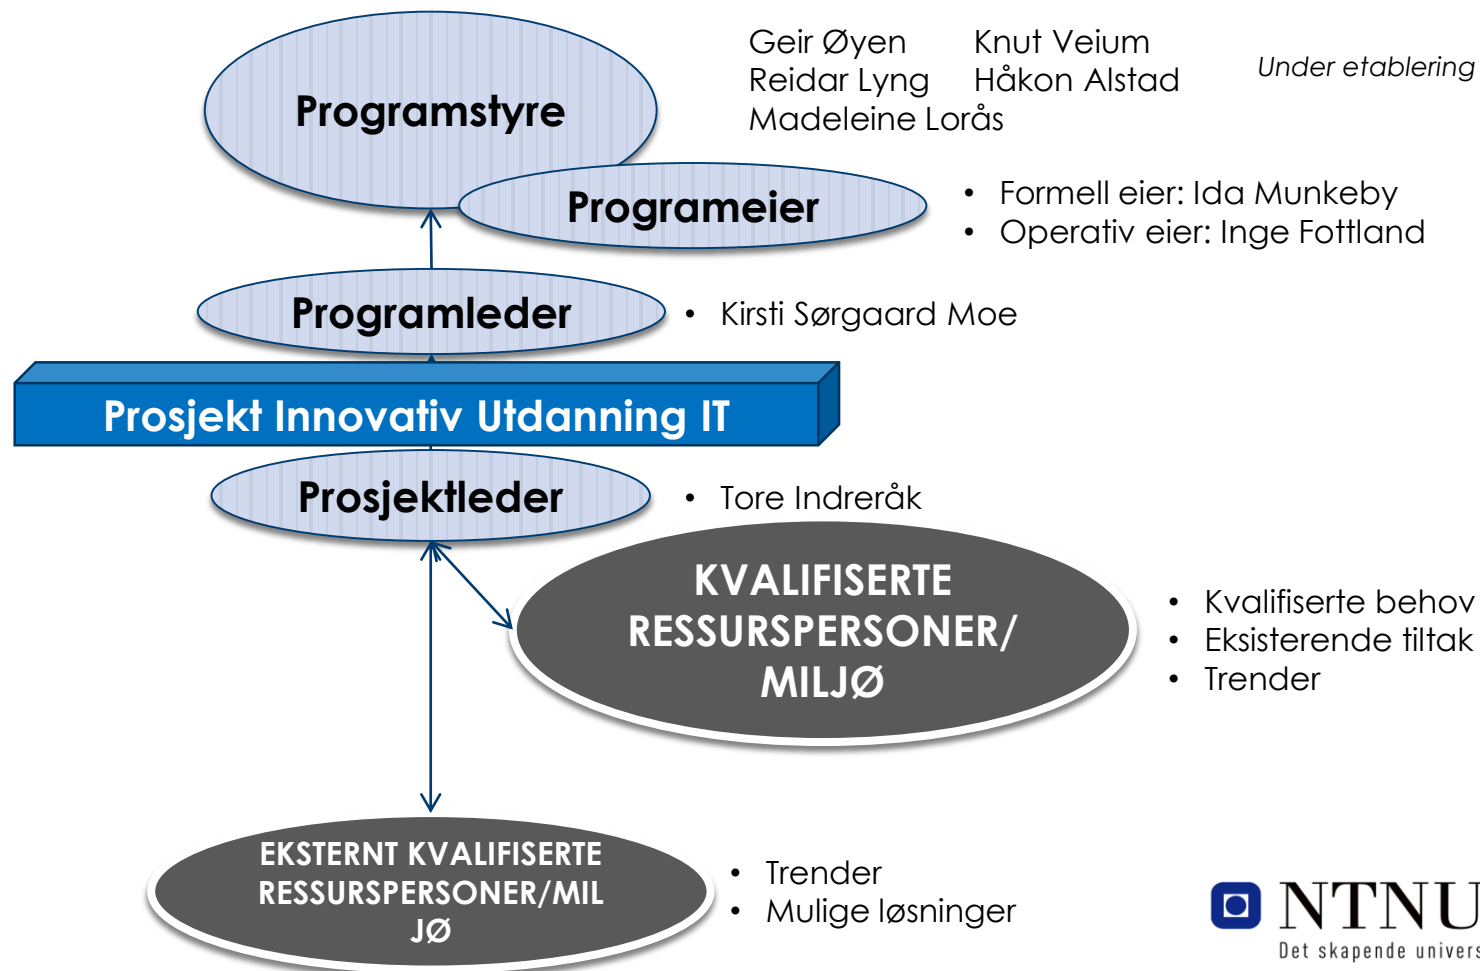 Programstyre
Geir Øyen Knut Veium
Reidar Lyng Håkon Alstad
Madeleine Lorås
Under etablering
Programeier
• Formell eier: Ida Munkeby
• Operativ eier: Inge Fottland
Programleder
• Kirsti Sørgaard Moe
Prosjekt Innovativ Utdanning IT
Prosjektleder
• Tore Indreråk
KVALIFISERTE
RESSURSPERSONER/
MILJØ
• Kvalifiserte behov
• Eksisterende tiltak
• Trender
EKSTERNT KVALIFISERTE
RESSURSPERSONER/MIL
JØ
• Trender
• Mulige løsninger
NTNU
Det skapende univers